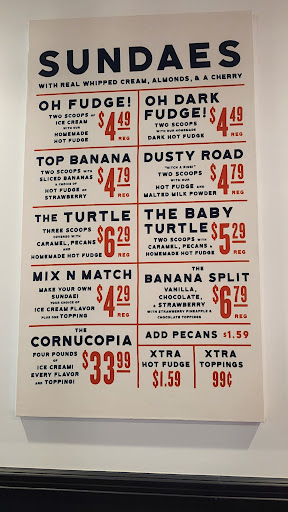 SUNDAES
WITH REAL WHIPPED CREAM, ALMONDS, & A CHERRY
OH FUDGE!
TWO SCOOPS OF
ICE CREAM
WITH OUR
HOMEMADE
HOT FUDGE
$4.49
REG
OH DARK
FUDGE!
TWO SCOOPS
WITH OUR HOMEMADE
DARK HOT FUDGE
$4.49
REG
TOP BANANA
TWO SCOOPS WITH
SLICED BANANAS
& CHOICE OF
HOT FUDGE OR
STRAWBERRY
$4.79
REG
DUSTY ROAD
TWO SCOOPS
WITH OUR
HOT FUDGE AND
MALTED MILK POWDER
$4.79
REG
THE TURTLE
THREE SCOOPS
COVERED WITH
CARAMEL, PECANS
AND
HOMEMADE HOT FUDGE
$6.29
REG
THE BABY
TURTLE
TWO SCOOPS WITH
CARAMEL, PECANS &
HOMEMADE HOT FUDGE
$5.29
REG
MIX N MATCH
MAKE YOUR OWN
SUNDAE!
YOUR CHOICE OF
ICE CREAM FLAVOR
PLUS ONE TOPPING
$4.29
REG
THE
BANANA SPLIT
VANILLA,
CHOCOLATE,
& STRAWBERRY
WITH STRAWBERRY PINEAPPLE &
CHOCOLATE TOPPINGS
$6.79
REG
THE
CORNUCOPIA
FOUR POUNDS
OF
ICE CREAM!
EVERY FLAVOR
AND TOPPING!
$33.99
ADD PECANS $1.59
XTRA
HOT FUDGE
$1.59
XTRA
TOPPINGS
99¢